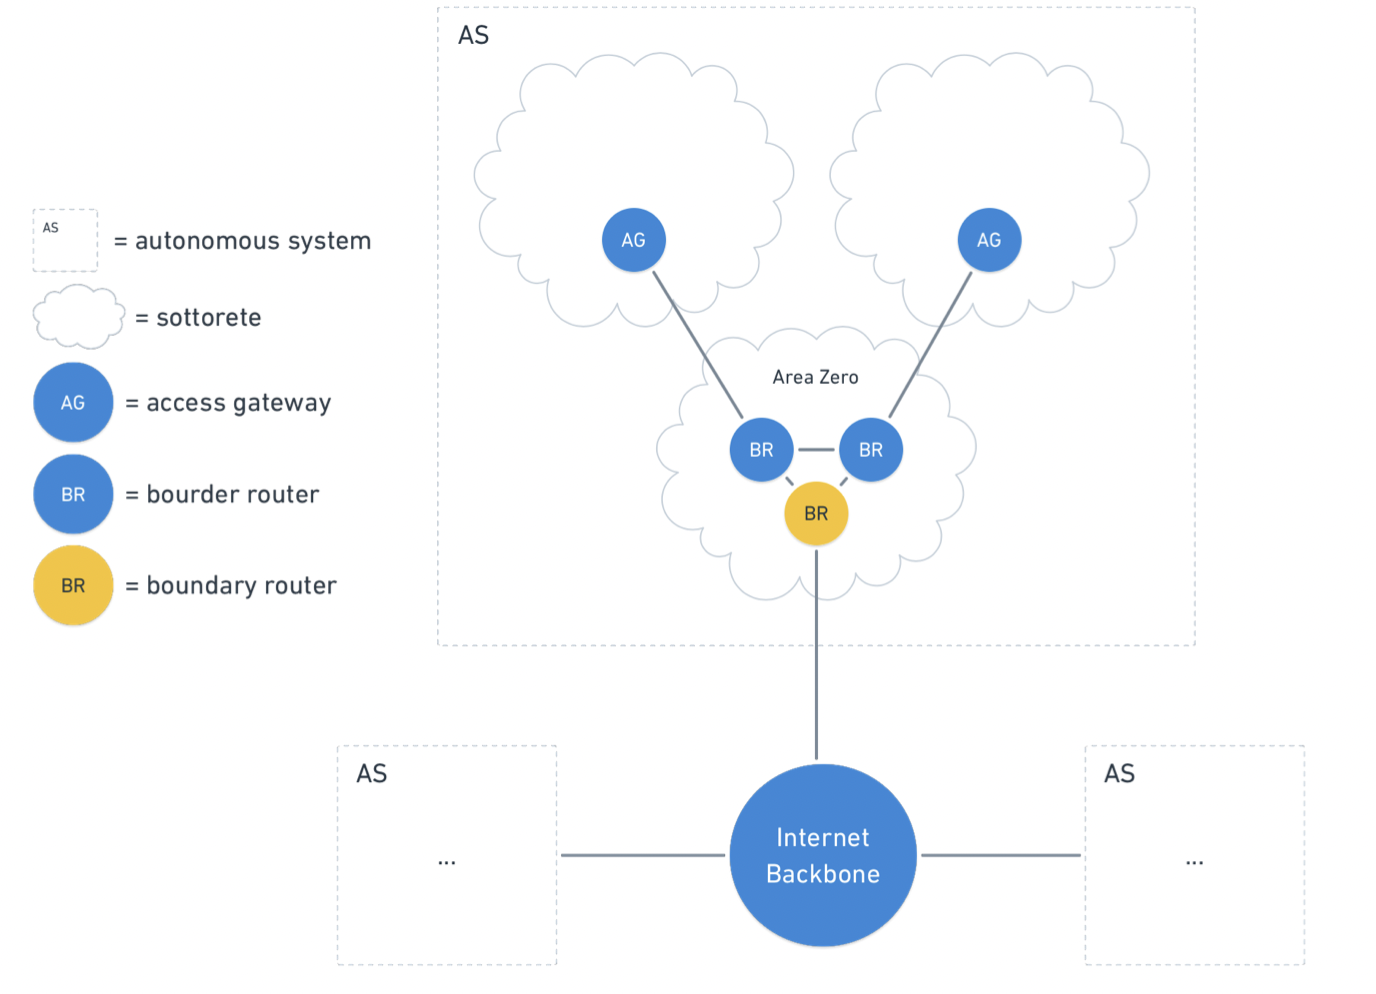 AS
AS
= autonomous system
= sottorete
AG
= access gateway
BR
= bourder router
BR
= boundary router
AG
AG
Area Zero
BR
BR
BR
AS
...
Internet
Backbone
AS
...